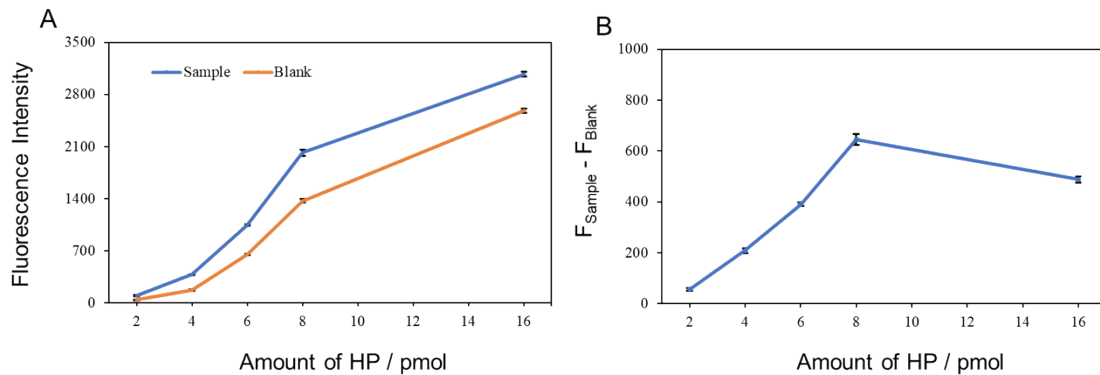 A
Fluorescence Intensity
3500
2800
2100
1400
700
0
Sample
Blank
2 4 6 8 10 12 14 16
Amount of HP / pmol
B
F_Sample - F_Blank
1000
800
600
400
200
0
2 4 6 8 10 12 14 16
Amount of HP / pmol